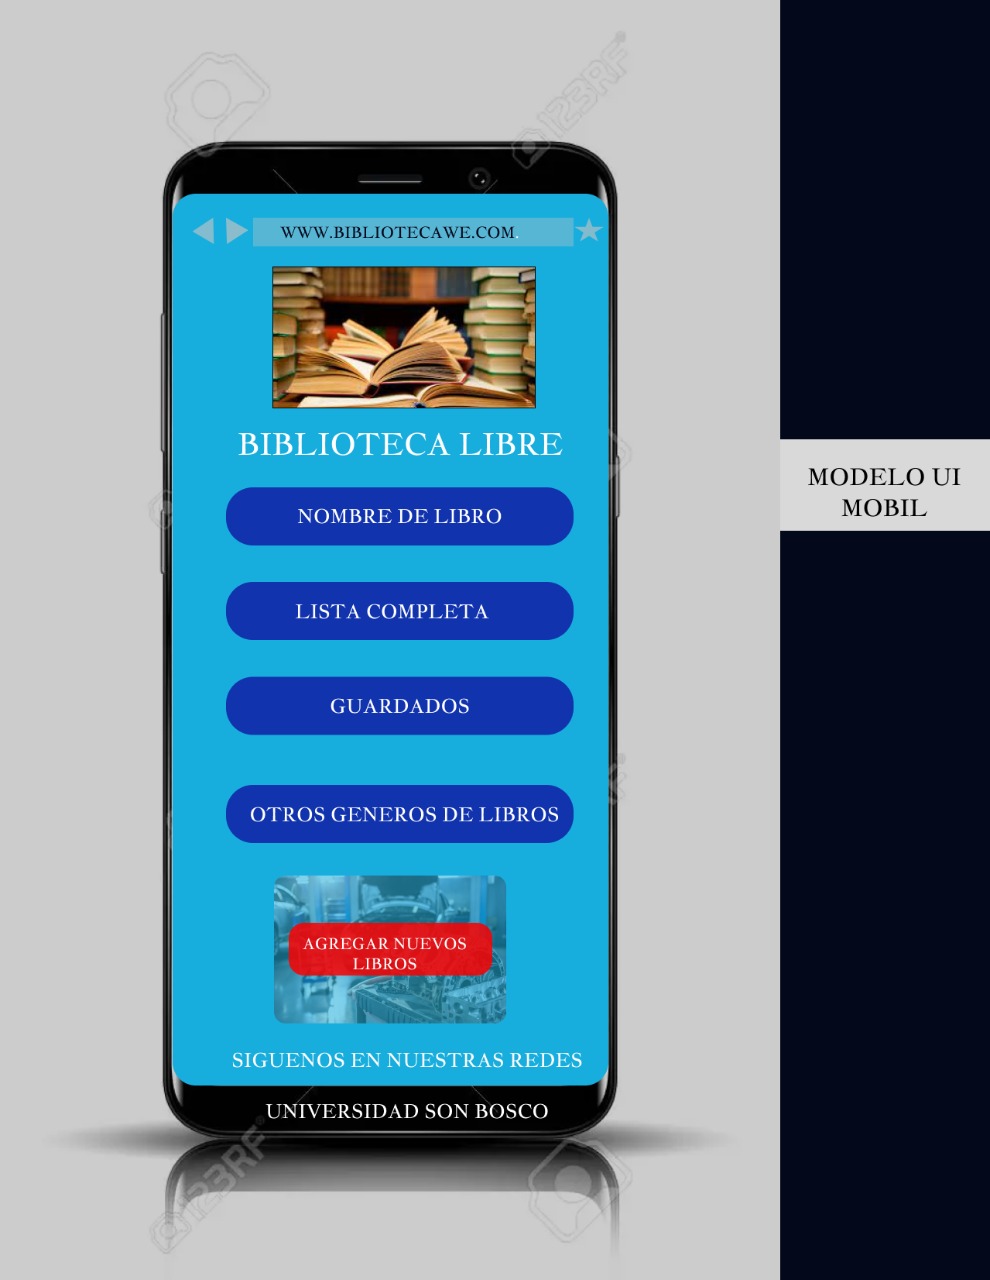 123RF
WWW.BIBLIOTECAWE.COM.
BIBLIOTECA LIBRE
NOMBRE DE LIBRO
LISTA COMPLETA
GUARDADOS
OTROS GENEROS DE LIBROS
AGREGAR NUEVOS
LIBROS
SIGUENOS EN NUESTRAS REDES
UNIVERSIDAD SON BOSCO
123RF
MODELO UI
MOBIL